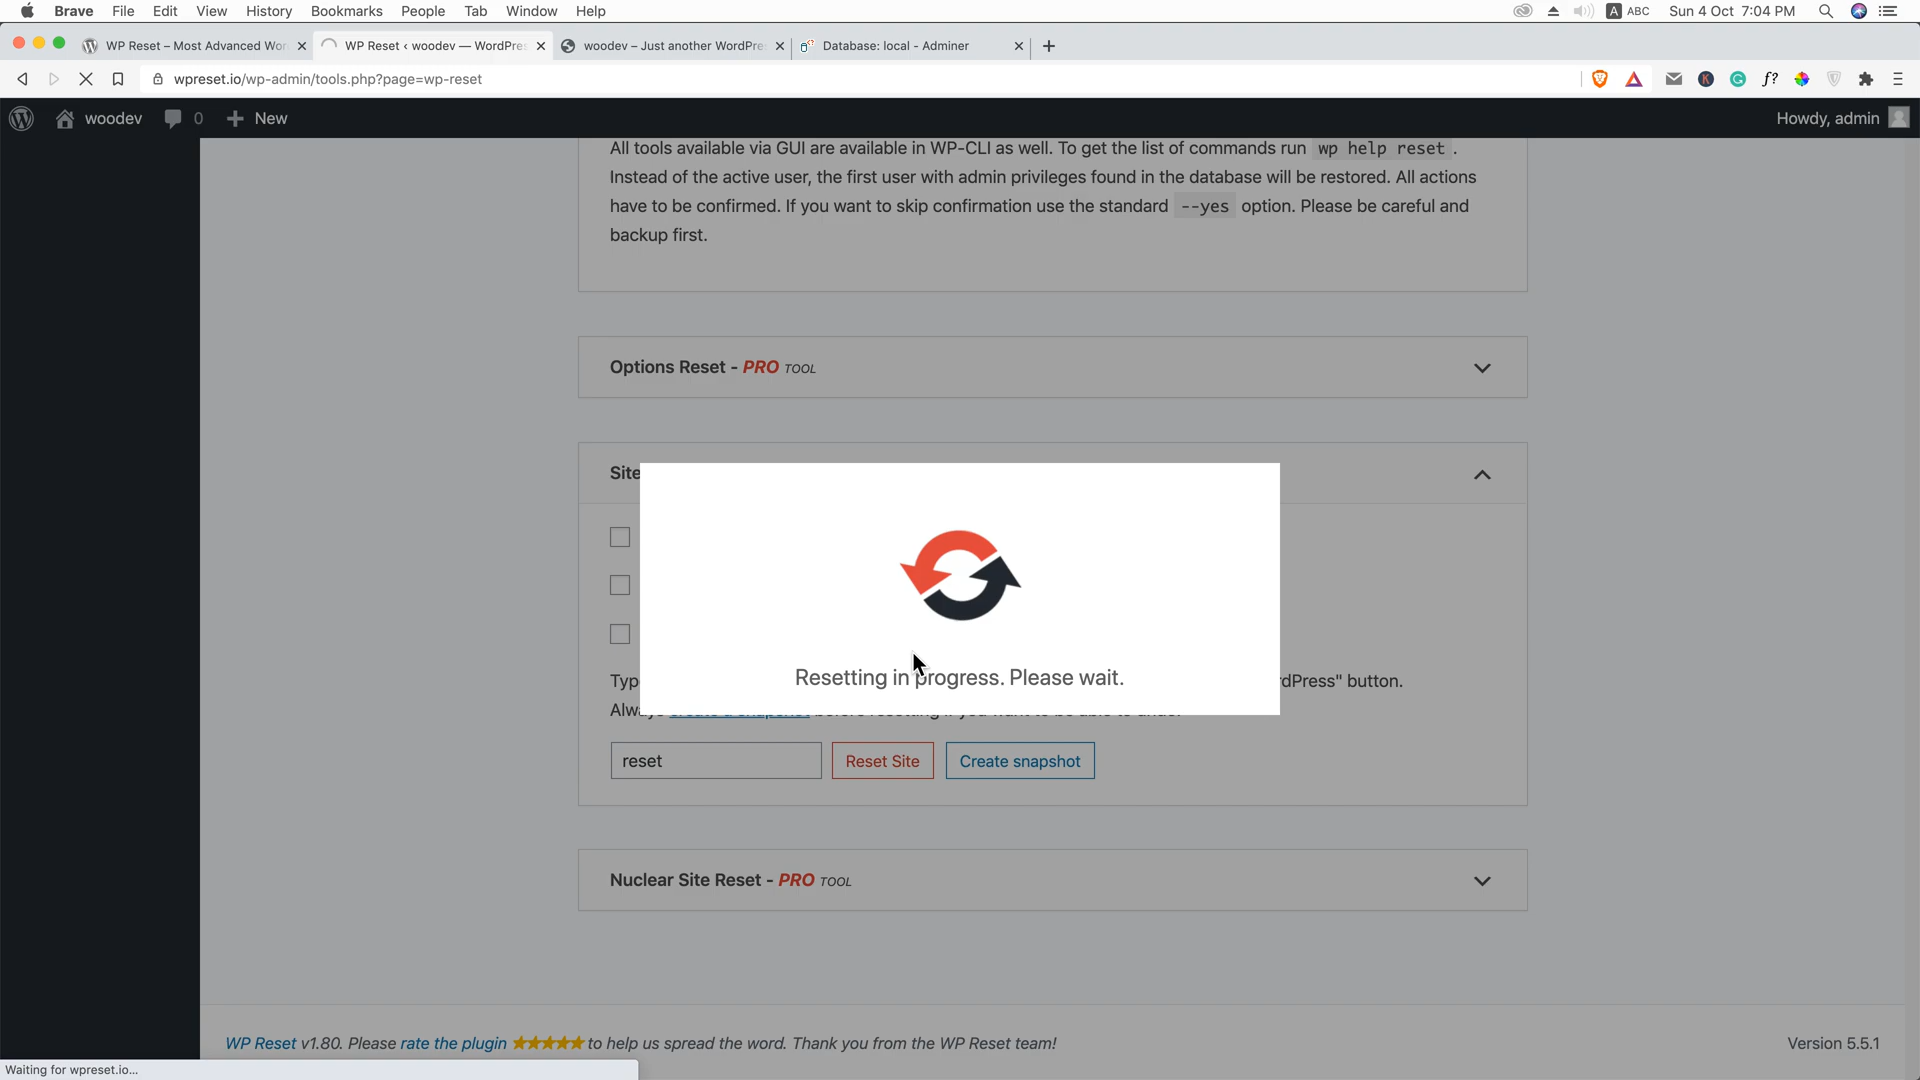 Brave File Edit View History Bookmarks People Tab Window Help
A ABC Sun 4 Oct 7:04 PM
WP Reset – Most Advanced Wor
WP Reset ‹ woodev — WordPres
woodev – Just another WordPres
Database: local - Adminer
wpreset.io/wp-admin/tools.php?page=wp-reset
woodev 0 New
Howdy, admin
All tools available via GUI are available in WP-CLI as well. To get the list of commands run wp help reset .
Instead of the active user, the first user with admin privileges found in the database will be restored. All actions
have to be confirmed. If you want to skip confirmation use the standard --yes option. Please be careful and
backup first.
Options Reset - PRO TOOL
Site
Resetting in progress. Please wait.
Typ
dPress" button.
reset
Reset Site
Create snapshot
Nuclear Site Reset - PRO TOOL
WP Reset v1.80. Please rate the plugin ★★★★★ to help us spread the word. Thank you from the WP Reset team!
Version 5.5.1
Waiting for wpreset.io...